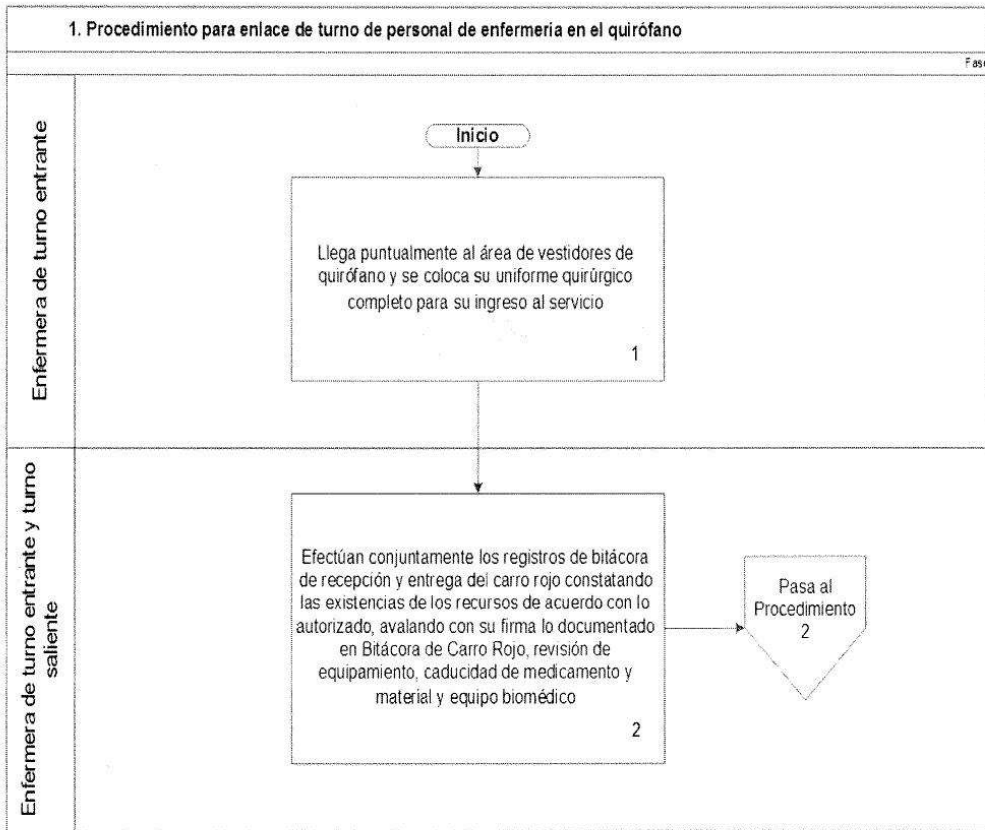 1. Procedimiento para enlace de turno de personal de enfermería en el quirófano
Fase
Enfermera de turno entrante
Inicio
Llega puntualmente al área de vestidores de
quirófano y se coloca su uniforme quirúrgico
completo para su ingreso al servicio
1
Enfermera de turno entrante y turno
saliente
Efectúan conjuntamente los registros de bitácora
de recepción y entrega del carro rojo constatando
las existencias de los recursos de acuerdo con lo
autorizado, avalando con su firma lo documentado
en Bitácora de Carro Rojo, revisión de
equipamiento, caducidad de medicamento y
material y equipo biomédico
2
Pasa al
Procedimiento
2